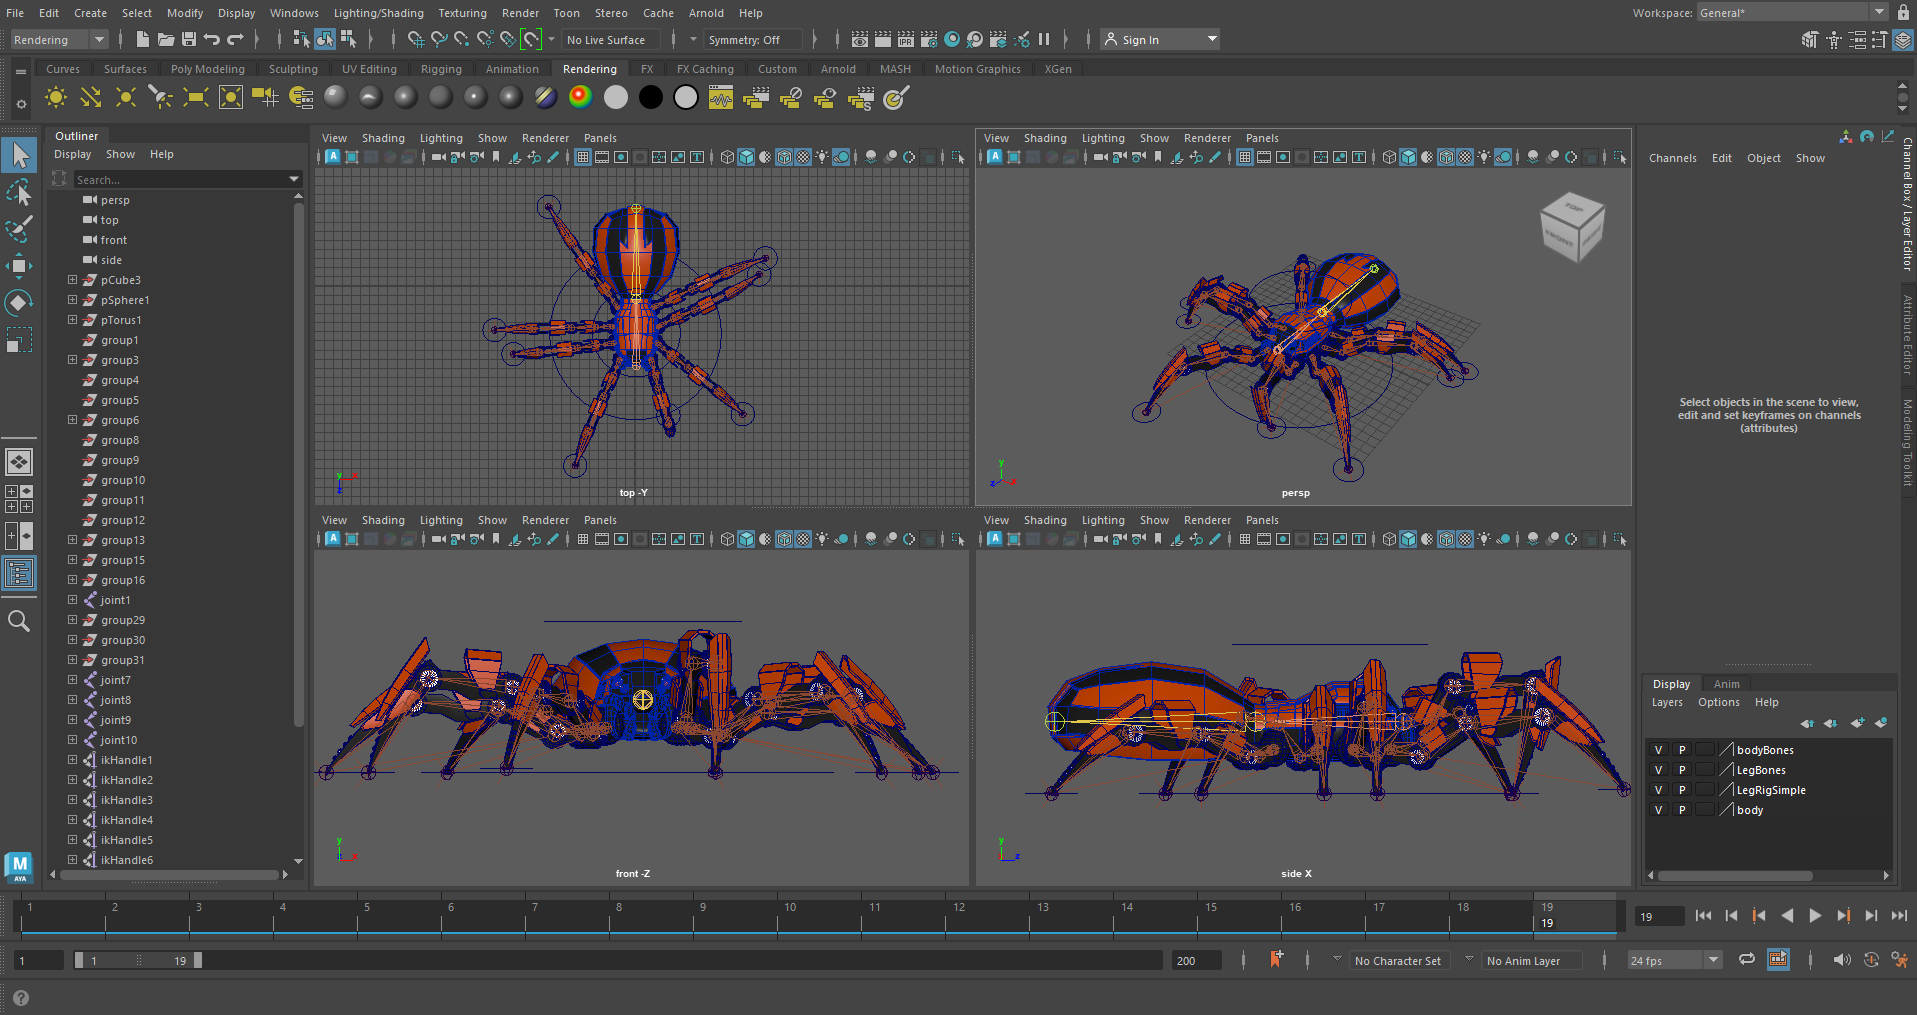 File Edit Create Select Modify Display Windows Lighting/Shading Texturing Render Toon Stereo Cache Arnold Help
Workspace: General*
Rendering
No Live Surface
Symmetry: Off
IPR
Sign In
Curves Surfaces Poly Modeling Sculpting UV Editing Rigging Animation Rendering FX FX Caching Custom Arnold MASH Motion Graphics XGen
Outliner
Display Show Help
Search...
persp
top
front
side
pCube3
pSphere1
pTorus1
group1
group3
group4
group5
group6
group8
group9
group10
group11
group12
group13
group15
group16
joint1
group29
group30
group31
joint7
joint8
joint9
joint10
ikHandle1
ikHandle2
ikHandle3
ikHandle4
ikHandle5
ikHandle6
View Shading Lighting Show Renderer Panels
top -Y
View Shading Lighting Show Renderer Panels
TOP
FRONT
persp
View Shading Lighting Show Renderer Panels
front -Z
View Shading Lighting Show Renderer Panels
side X
Channels Edit Object Show
Channel Box / Layer Editor
Attribute Editor
Modeling Toolkit
Select objects in the scene to view,
edit and set keyframes on channels
(attributes)
Display Anim
Layers Options Help
V P bodyBones
V P LegBones
V P LegRigSimple
V P body
M
AYA
1 2 3 4 5 6 7 8 9 10 11 12 13 14 15 16 17 18 19
19
19
1
1
19
200
No Character Set
No Anim Layer
24 fps